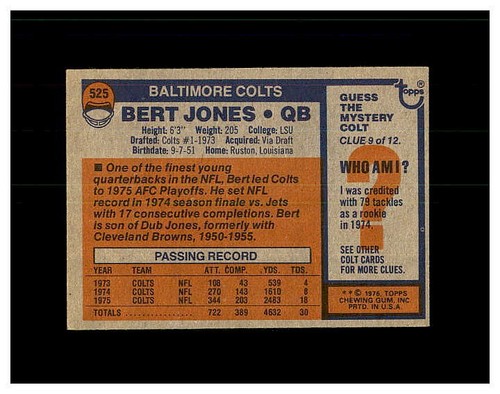 525
BALTIMORE COLTS
BERT JONES • QB
Height: 6'3" Weight: 205 College: LSU
Drafted: Colts #1-1973 Acquired: Via Draft
Birthdate: 9-7-51 Home: Ruston, Louisiana
■ One of the finest young
quarterbacks in the NFL, Bert led Colts
to 1975 AFC Playoffs. He set NFL
record in 1974 season finale vs. Jets
with 17 consecutive completions. Bert
is son of Dub Jones, formerly with
Cleveland Browns, 1950-1955.
PASSING RECORD
YEAR TEAM ATT. COMP. YDS. TDS.
1973 COLTS NFL 108 43 539 4
1974 COLTS NFL 270 143 1610 8
1975 COLTS NFL 344 203 2483 18
TOTALS ................ 722 389 4632 30
topps®
GUESS
THE
MYSTERY
COLT
CLUE 9 of 12.
WHO AM I?
?
I was credited
with 79 tackles
as a rookie
in 1974.
SEE OTHER
COLT CARDS
FOR MORE CLUES.
** © 1976, TOPPS
CHEWING GUM, INC
PRTD. IN U.S.A.